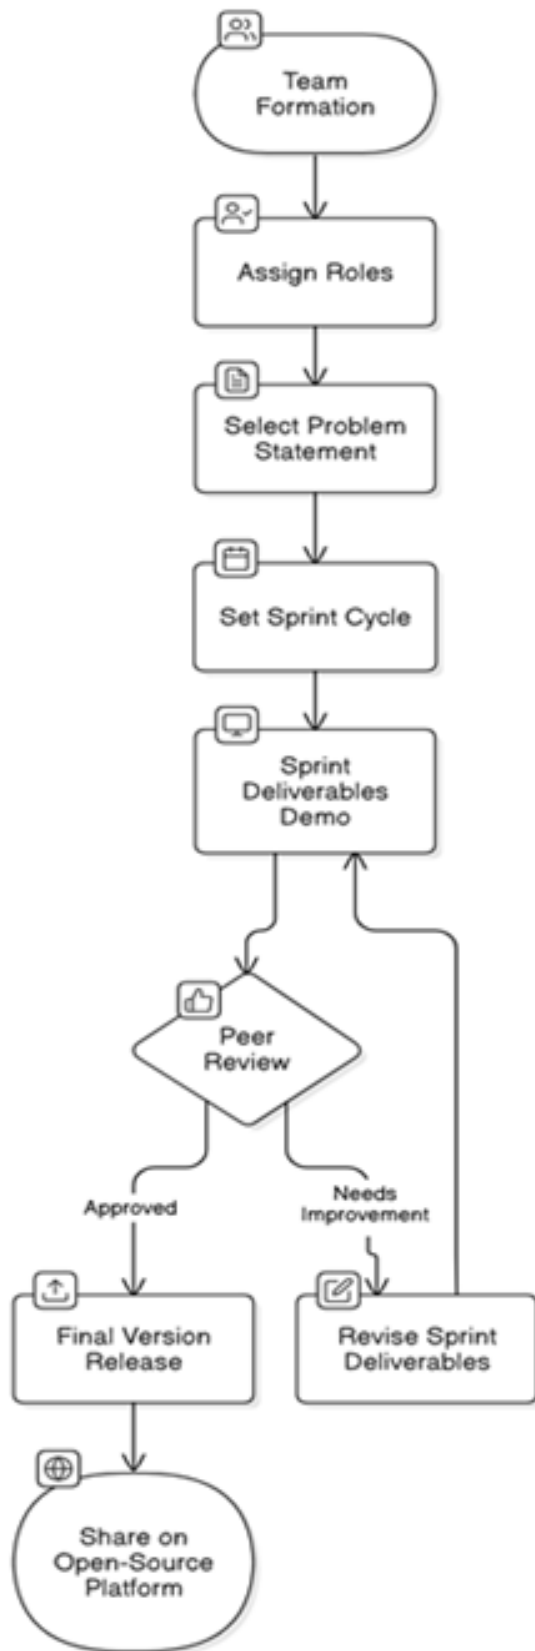 Team
Formation
Assign Roles
Select Problem
Statement
Set Sprint Cycle
Sprint
Deliverables
Demo
Peer
Review
Approved
Needs
Improvement
Final Version
Release
Revise Sprint
Deliverables
Share on
Open-Source
Platform